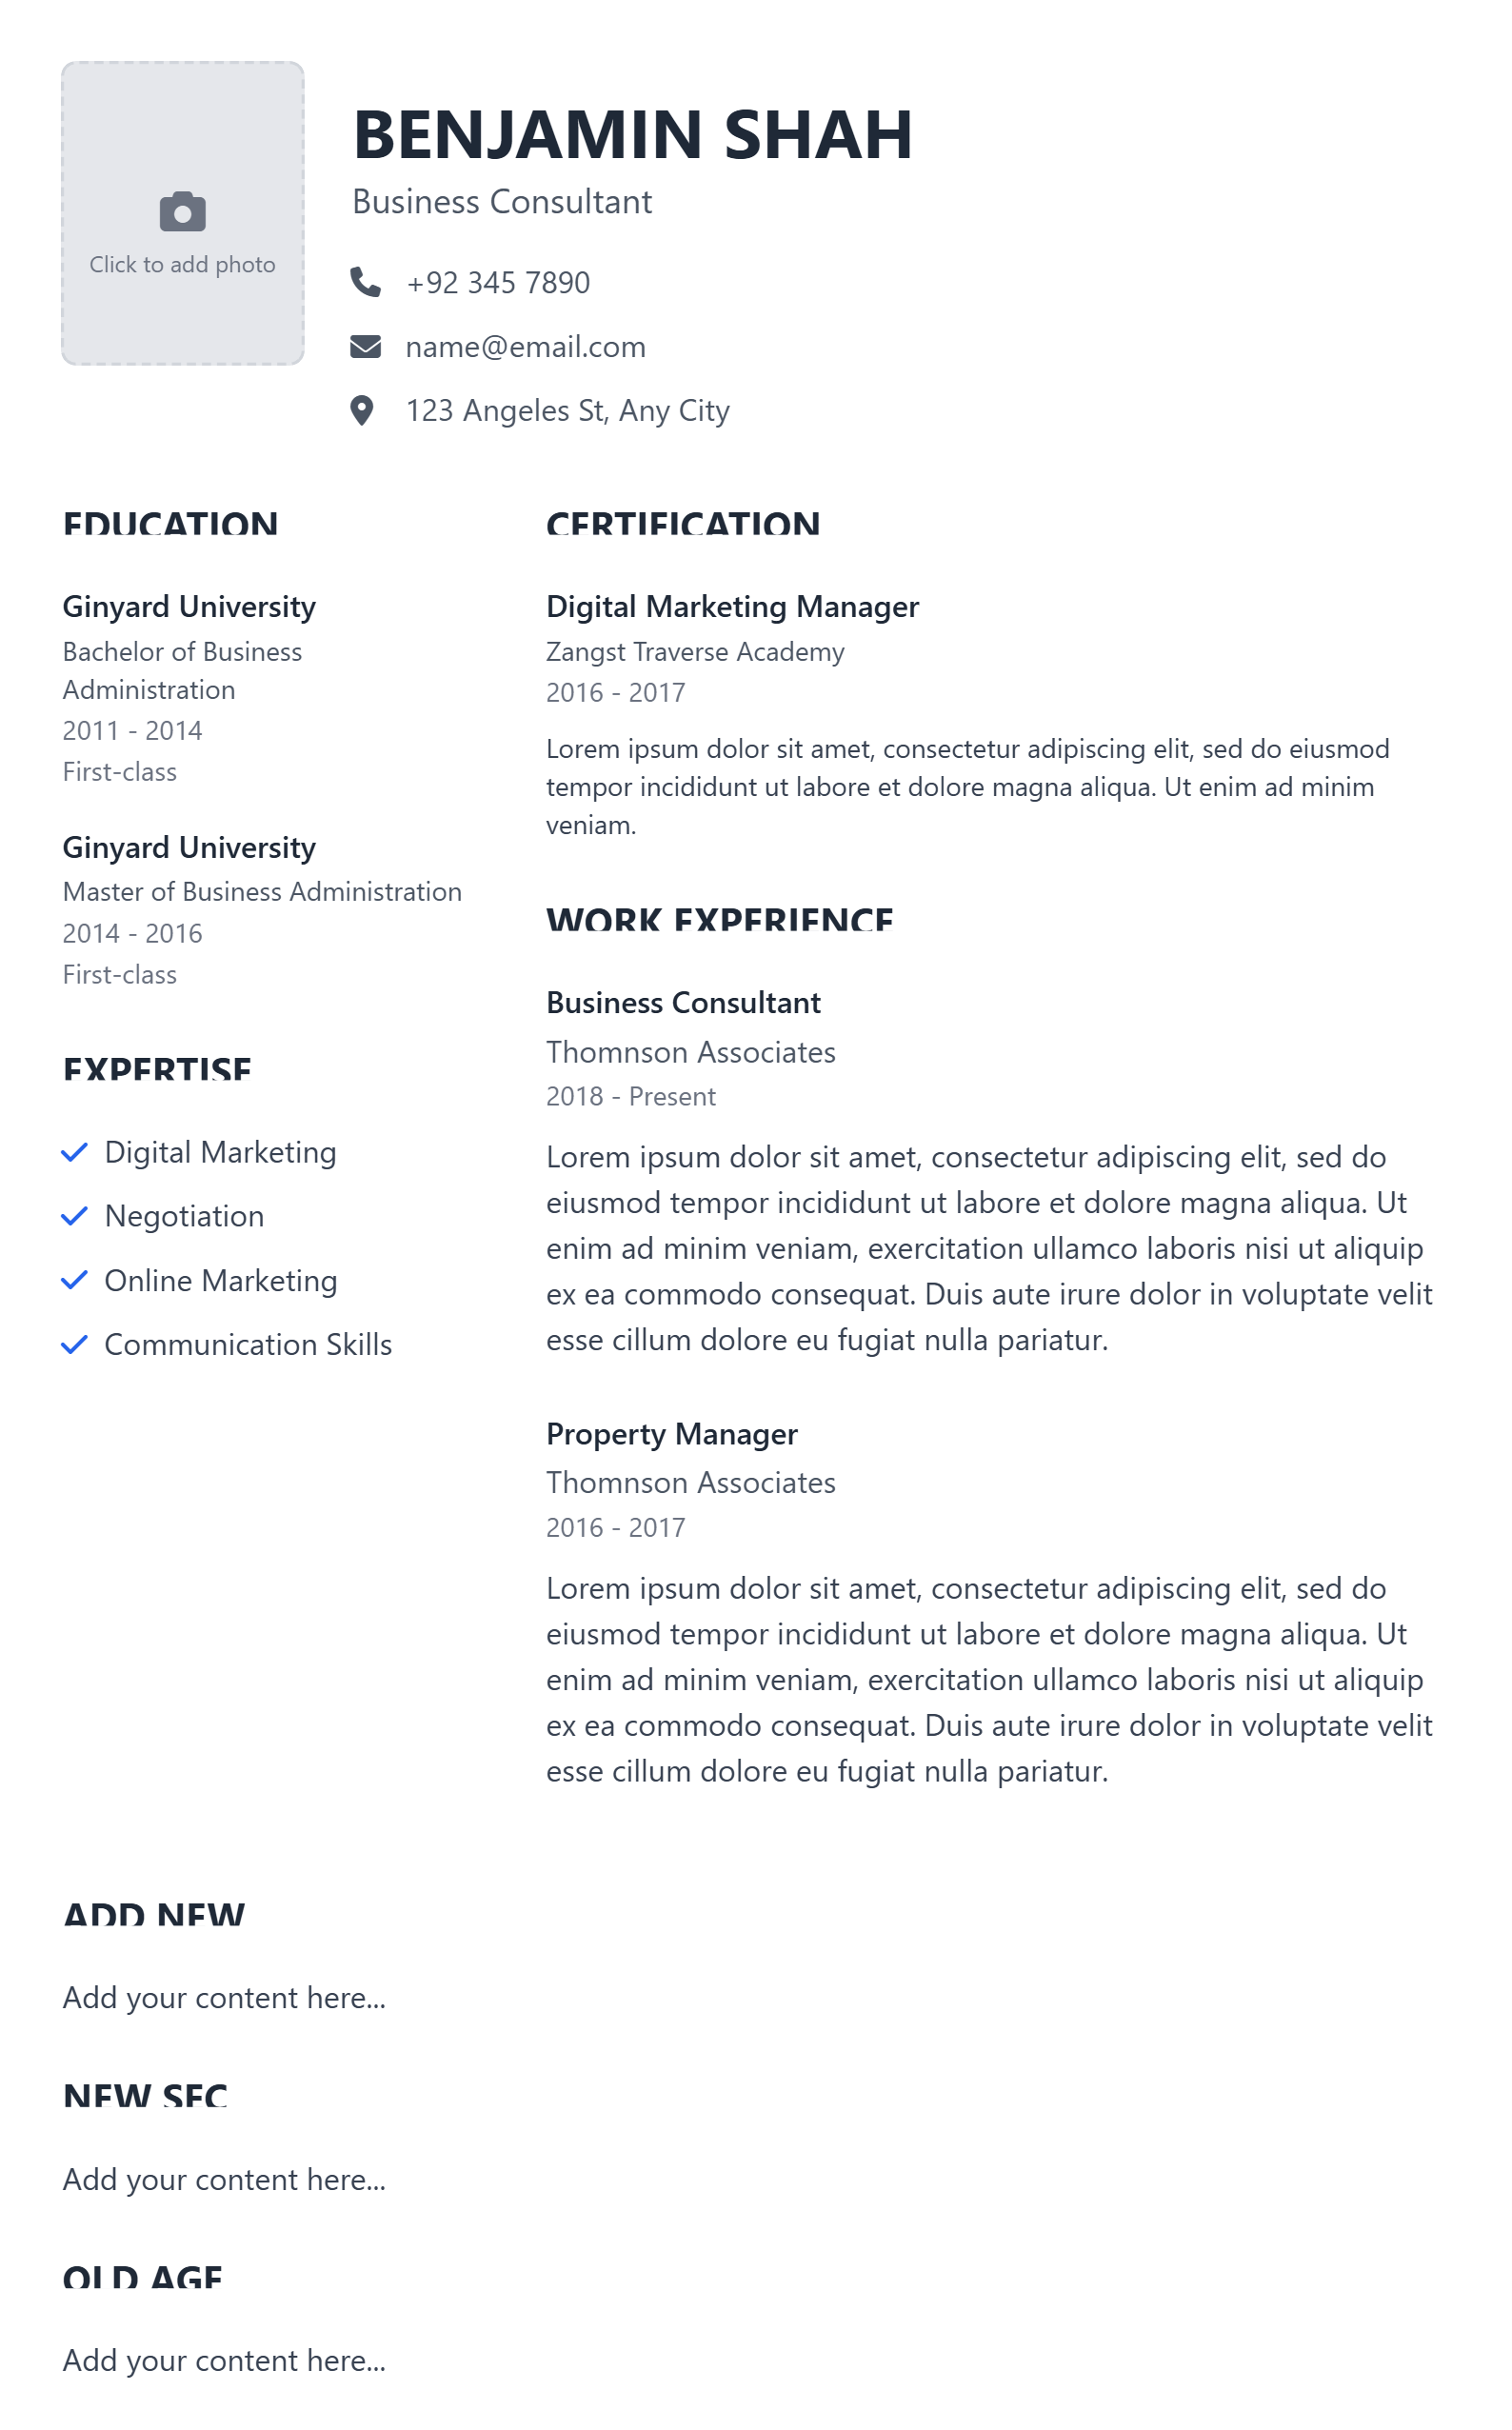 BENJAMIN SHAH
Business Consultant
Click to add photo
+92 345 7890
name@email.com
123 Angeles St, Any City
EDUCATION
Ginyard University
Bachelor of Business
Administration
2011 - 2014
First-class
Ginyard University
Master of Business Administration
2014 - 2016
First-class
EXPERTISE
Digital Marketing
Negotiation
Online Marketing
Communication Skills
CERTIFICATION
Digital Marketing Manager
Zangst Traverse Academy
2016 - 2017
Lorem ipsum dolor sit amet, consectetur adipiscing elit, sed do eiusmod
tempor incididunt ut labore et dolore magna aliqua. Ut enim ad minim
veniam.
WORK EXPERIENCE
Business Consultant
Thomnson Associates
2018 - Present
Lorem ipsum dolor sit amet, consectetur adipiscing elit, sed do
eiusmod tempor incididunt ut labore et dolore magna aliqua. Ut
enim ad minim veniam, exercitation ullamco laboris nisi ut aliquip
ex ea commodo consequat. Duis aute irure dolor in voluptate velit
esse cillum dolore eu fugiat nulla pariatur.
Property Manager
Thomnson Associates
2016 - 2017
Lorem ipsum dolor sit amet, consectetur adipiscing elit, sed do
eiusmod tempor incididunt ut labore et dolore magna aliqua. Ut
enim ad minim veniam, exercitation ullamco laboris nisi ut aliquip
ex ea commodo consequat. Duis aute irure dolor in voluptate velit
esse cillum dolore eu fugiat nulla pariatur.
ADD NEW
Add your content here...
NEW SEC
Add your content here...
OLD AGE
Add your content here...